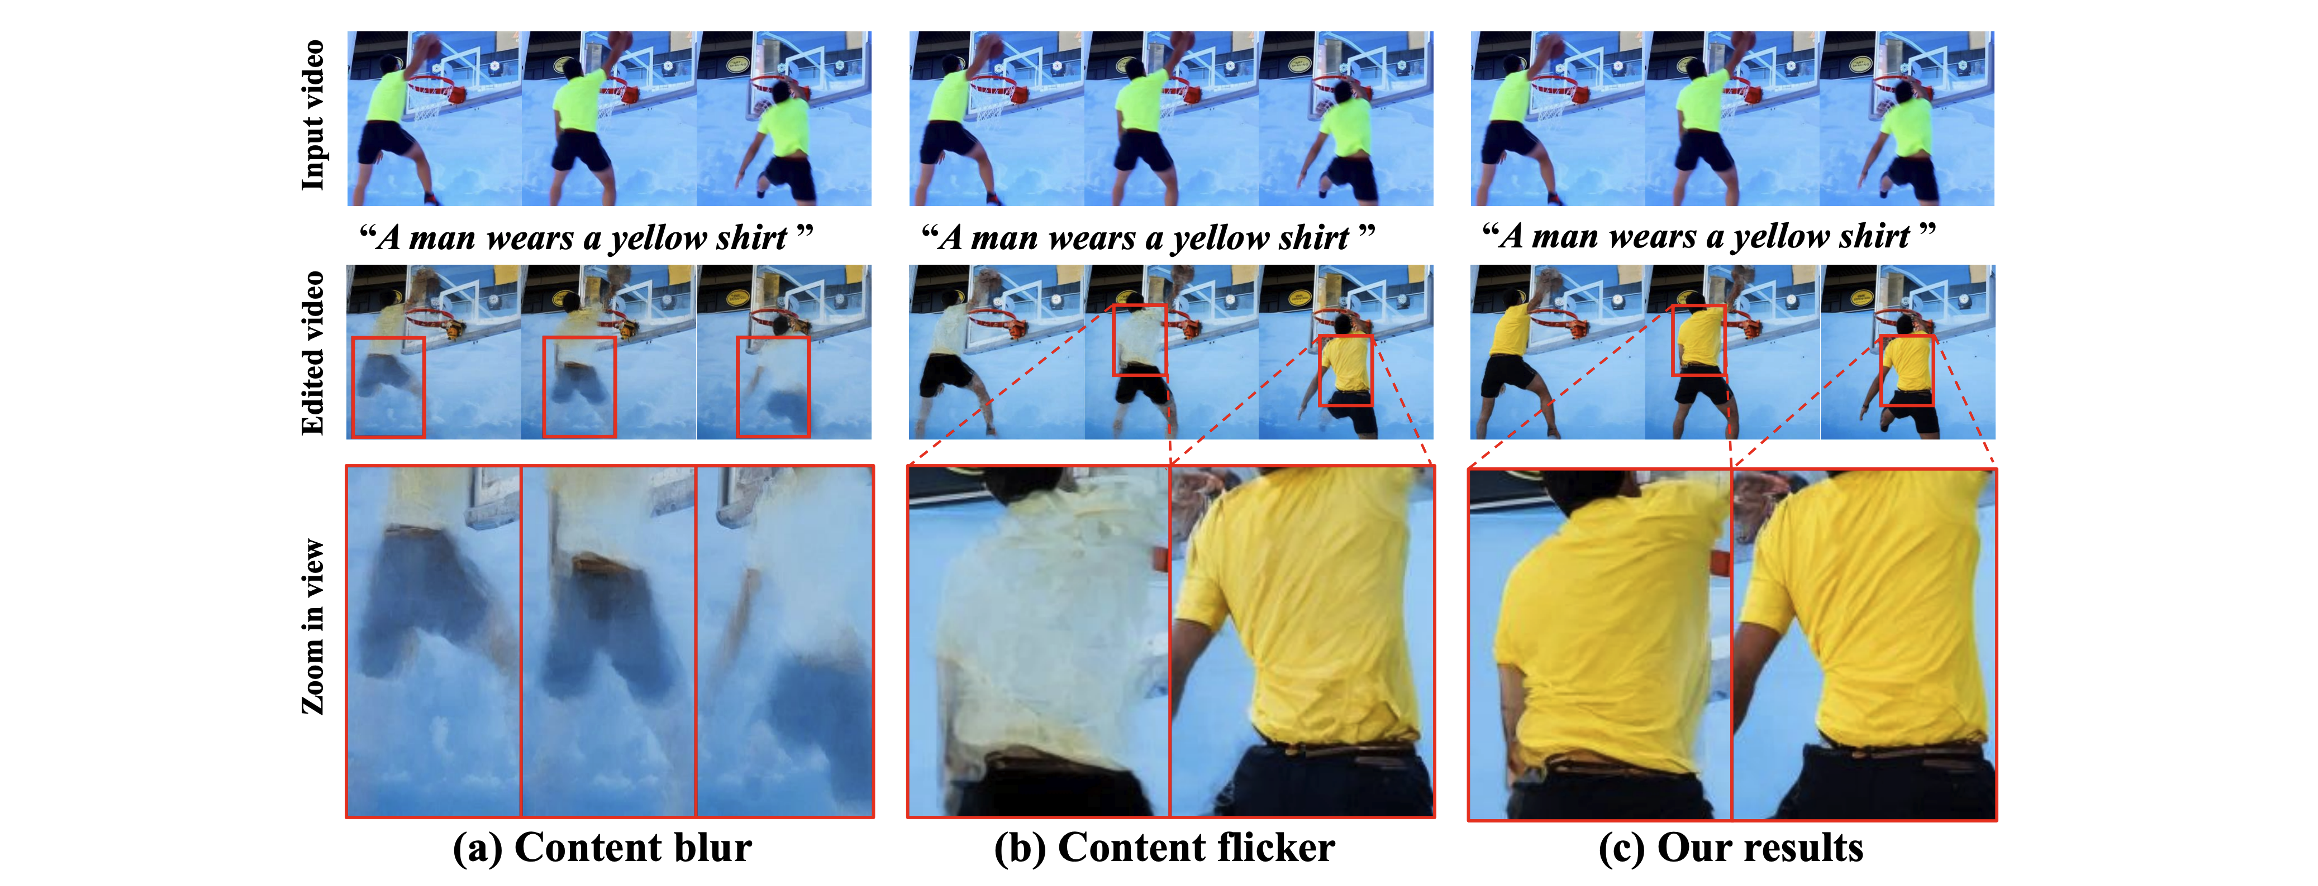 Input video
“A man wears a yellow shirt ”
“A man wears a yellow shirt ”
“A man wears a yellow shirt ”
Edited video
Zoom in view
(a) Content blur
(b) Content flicker
(c) Our results